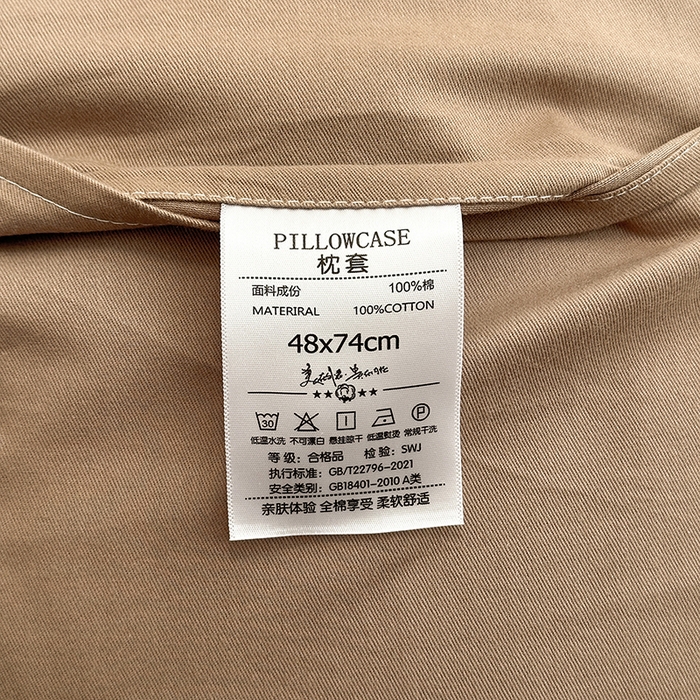 PILLOWCASE
枕套
面料成份 100%棉
MATERIRAL 100%COTTON
48x74cm
30
低温水洗 不可漂白 悬挂晾干 低温熨烫 常规干洗
等 级：合格品 检 验：SWJ
执行标准：GB/T22796-2021
安全类别：GB18401-2010 A类
亲肤体验 全棉享受 柔软舒适